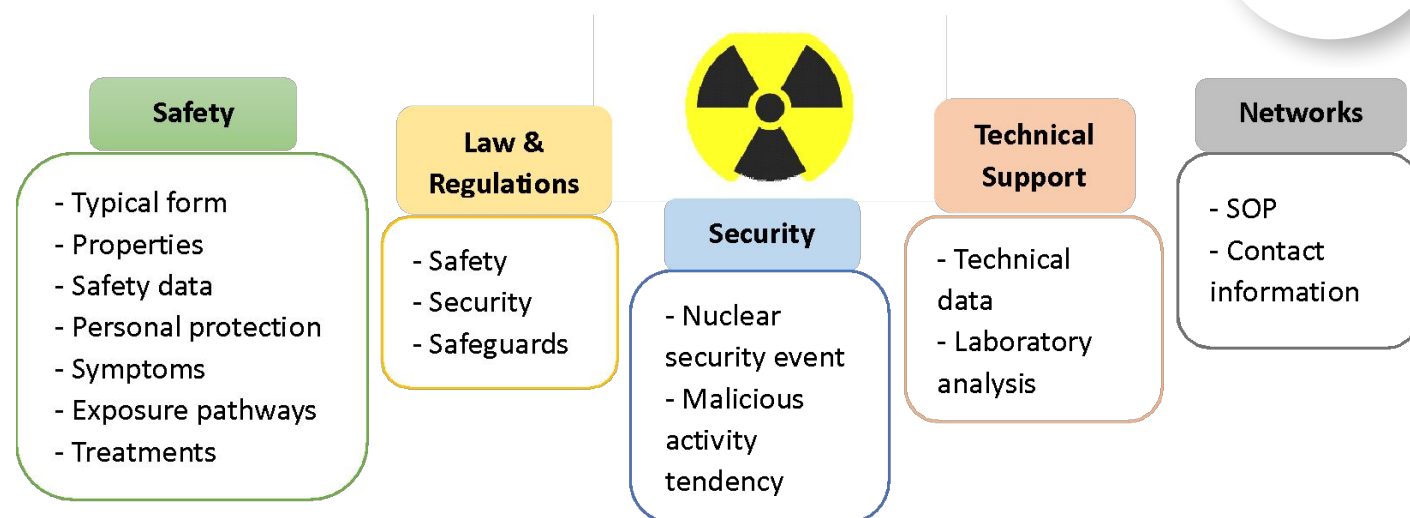 Safety
- Typical form
- Properties
- Safety data
- Personal protection
- Symptoms
- Exposure pathways
- Treatments
Law &
Regulations
- Safety
- Security
- Safeguards
Security
- Nuclear
security event
- Malicious
activity
tendency
Technical
Support
- Technical
data
- Laboratory
analysis
Networks
- SOP
- Contact
information